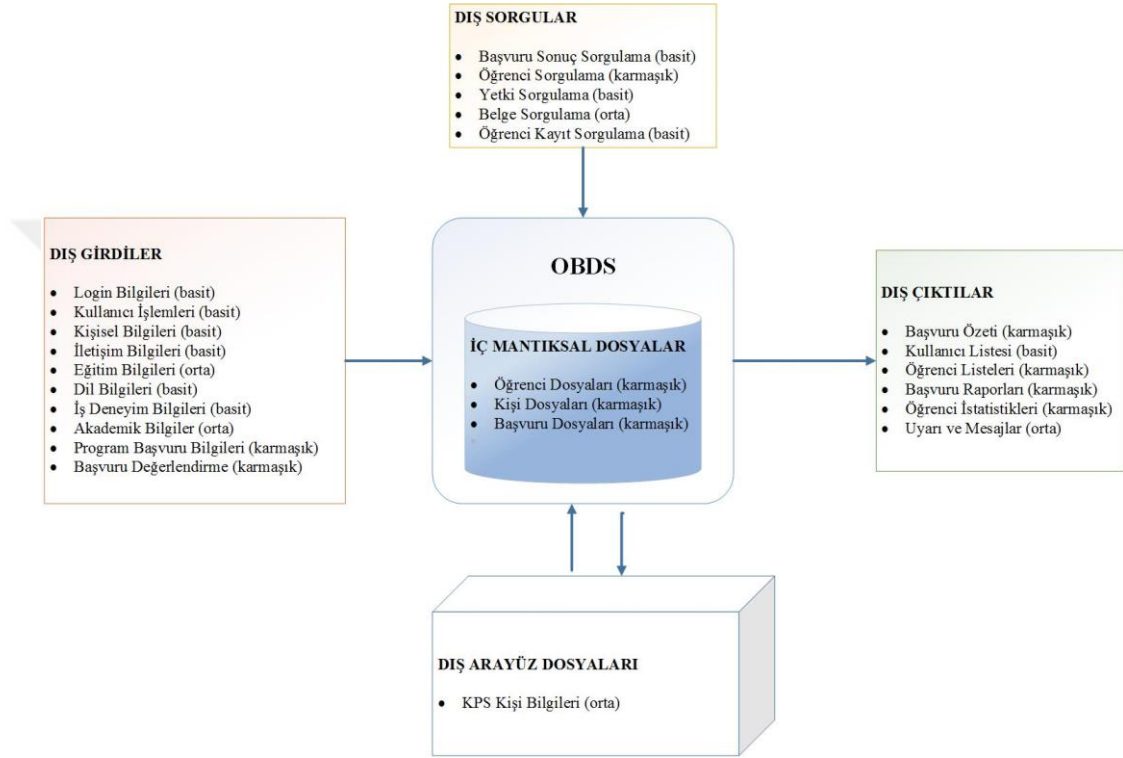 DIŞ SORGULAR
• Başvuru Sonuç Sorgulama (basit)
• Öğrenci Sorgulama (karmaşık)
• Yetki Sorgulama (basit)
• Belge Sorgulama (orta)
• Öğrenci Kayıt Sorgulama (basit)
DIŞ GİRDİLER
• Login Bilgileri (basit)
• Kullanıcı İşlemleri (basit)
• Kişisel Bilgileri (basit)
• İletişim Bilgileri (basit)
• Eğitim Bilgileri (orta)
• Dil Bilgileri (basit)
• İş Deneyim Bilgileri (basit)
• Akademik Bilgiler (orta)
• Program Başvuru Bilgileri (karmaşık)
• Başvuru Değerlendirme (karmaşık)
OBDS
İÇ MANTIKSAL DOSYALAR
• Öğrenci Dosyaları (karmaşık)
• Kişi Dosyaları (karmaşık)
• Başvuru Dosyaları (karmaşık)
DIŞ ÇIKTILAR
• Başvuru Özeti (karmaşık)
• Kullanıcı Listesi (basit)
• Öğrenci Listeleri (karmaşık)
• Başvuru Raporları (karmaşık)
• Öğrenci İstatistikleri (karmaşık)
• Uyarı ve Mesajlar (orta)
DIŞ ARAYÜZ DOSYALARI
• KPS Kişi Bilgileri (orta)